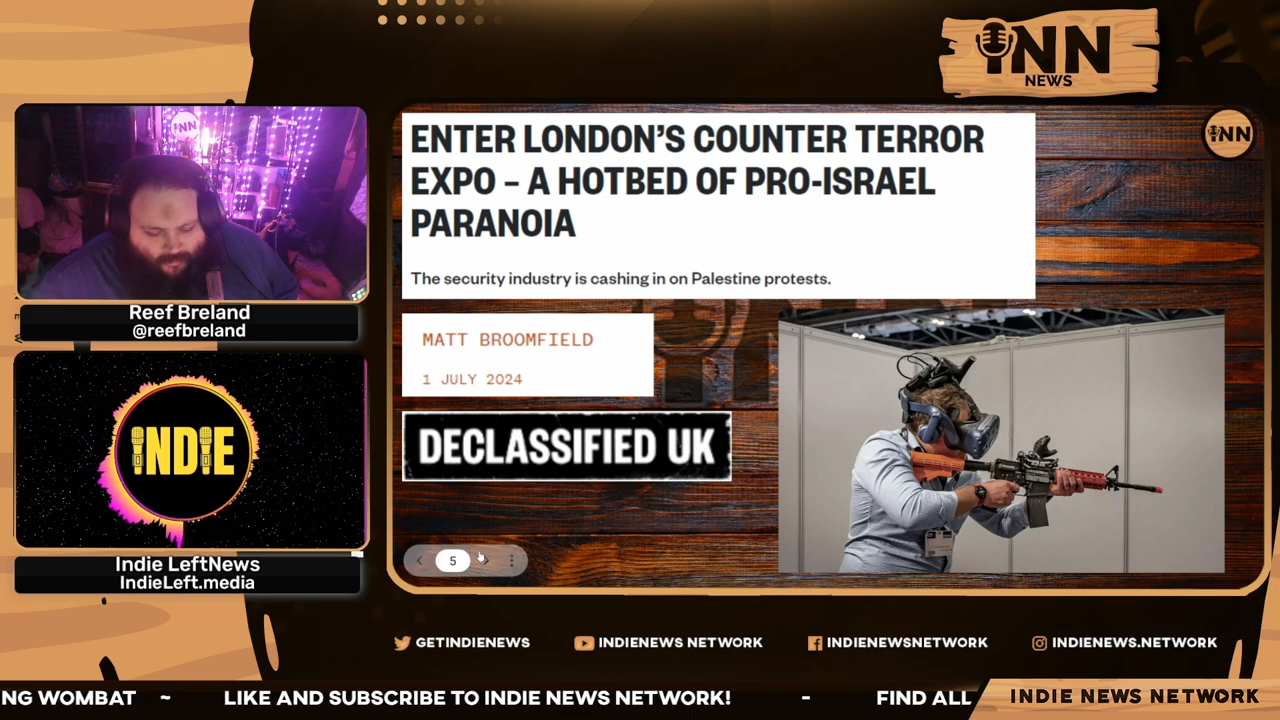 INN
NEWS
INN
ENTER LONDON'S COUNTER TERROR
EXPO – A HOTBED OF PRO-ISRAEL
PARANOIA
The security industry is cashing in on Palestine protests.
MATT BROOMFIELD
1 JULY 2024
DECLASSIFIED UK
5
INN
Reef Breland
@reefbreland
INDIE
Indie LeftNews
IndieLeft.media
GETINDIENEWS
INDIENEWS NETWORK
INDIENEWSNETWORK
INDIENEWS.NETWORK
NG WOMBAT ~ LIKE AND SUBSCRIBE TO INDIE NEWS NETWORK! - FIND ALL
INDIE NEWS NETWORK